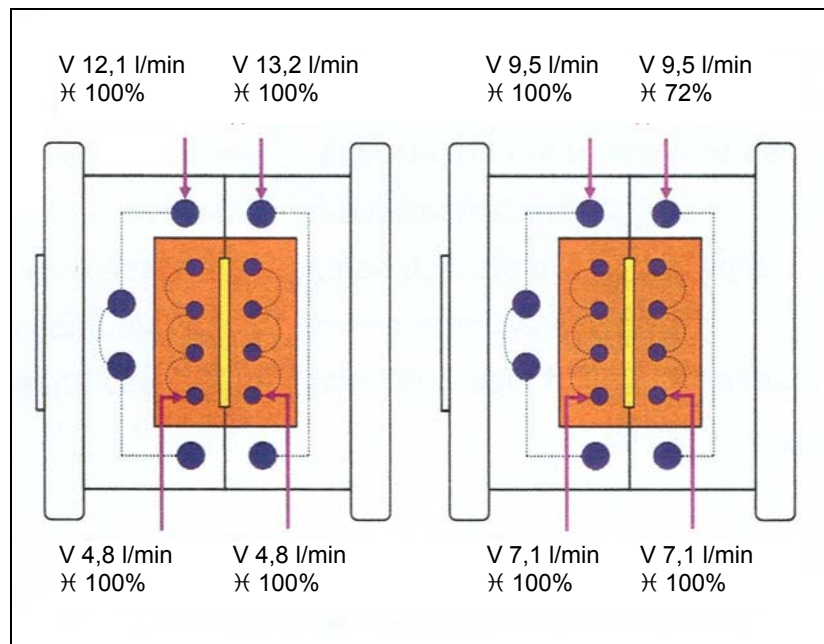 V 12,1 l/min V 13,2 l/min V 9,5 l/min V 9,5 l/min
♓ 100% ♓ 100% ♓ 100% ♓ 72%
V 4,8 l/min V 4,8 l/min V 7,1 l/min V 7,1 l/min
♓ 100% ♓ 100% ♓ 100% ♓ 100%